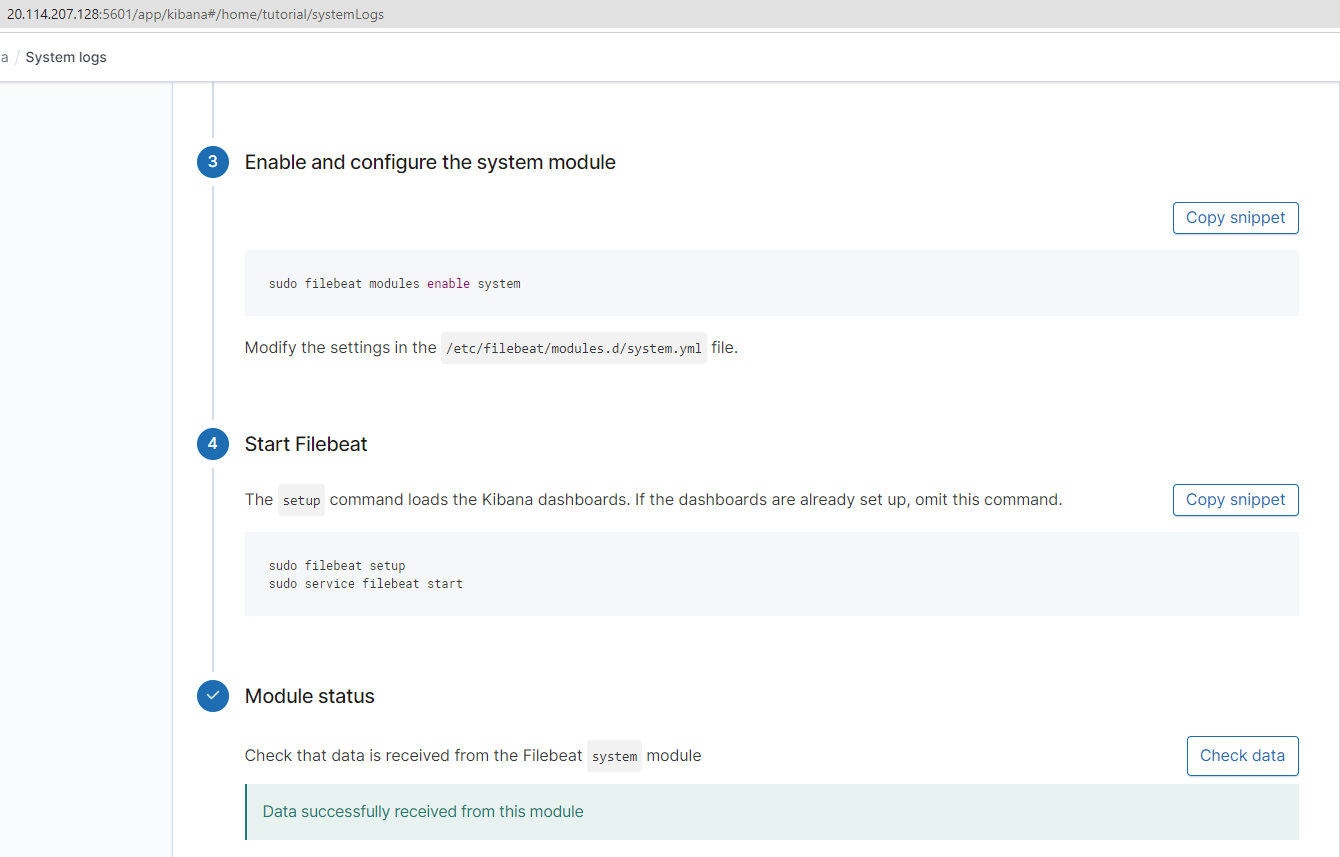 20.114.207.128:5601/app/kibana#/home/tutorial/systemLogs
a / System logs
3 Enable and configure the system module
Copy snippet
sudo filebeat modules enable system
Modify the settings in the /etc/filebeat/modules.d/system.yml file.
4 Start Filebeat
The setup command loads the Kibana dashboards. If the dashboards are already set up, omit this command.
Copy snippet
sudo filebeat setup
sudo service filebeat start
Module status
Check that data is received from the Filebeat system module
Check data
Data successfully received from this module